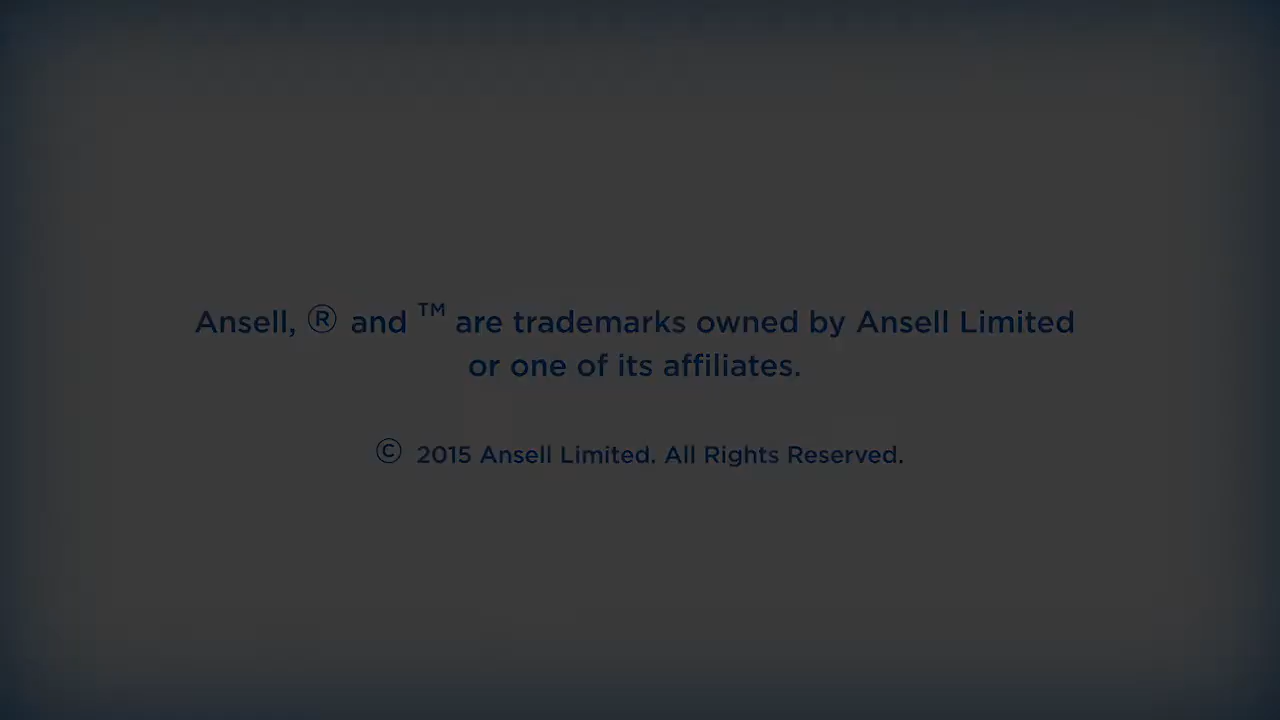 Ansell, ® and ™ are trademarks owned by Ansell Limited
or one of its affiliates.
© 2015 Ansell Limited. All Rights Reserved.